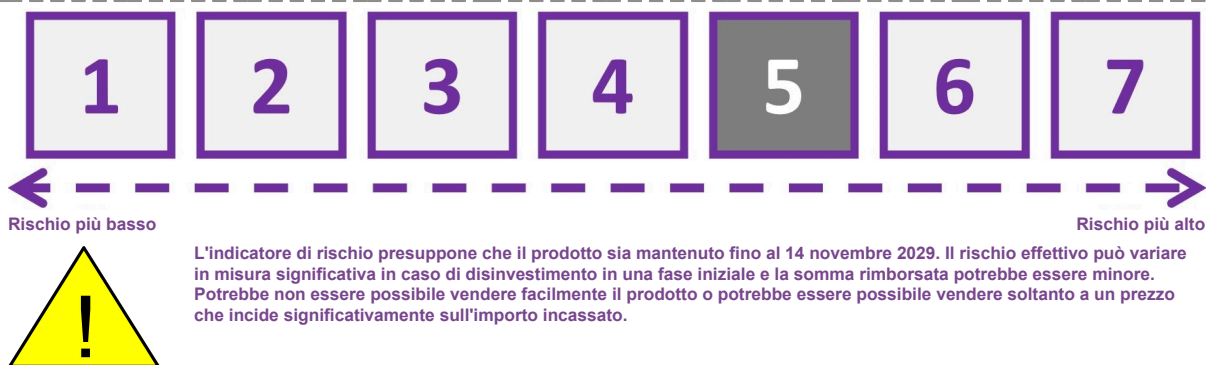 1 2 3 4 5 6 7
Rischio più basso Rischio più alto
L'indicatore di rischio presuppone che il prodotto sia mantenuto fino al 14 novembre 2029. Il rischio effettivo può variare
in misura significativa in caso di disinvestimento in una fase iniziale e la somma rimborsata potrebbe essere minore.
Potrebbe non essere possibile vendere facilmente il prodotto o potrebbe essere possibile vendere soltanto a un prezzo
che incide significativamente sull'importo incassato.
!